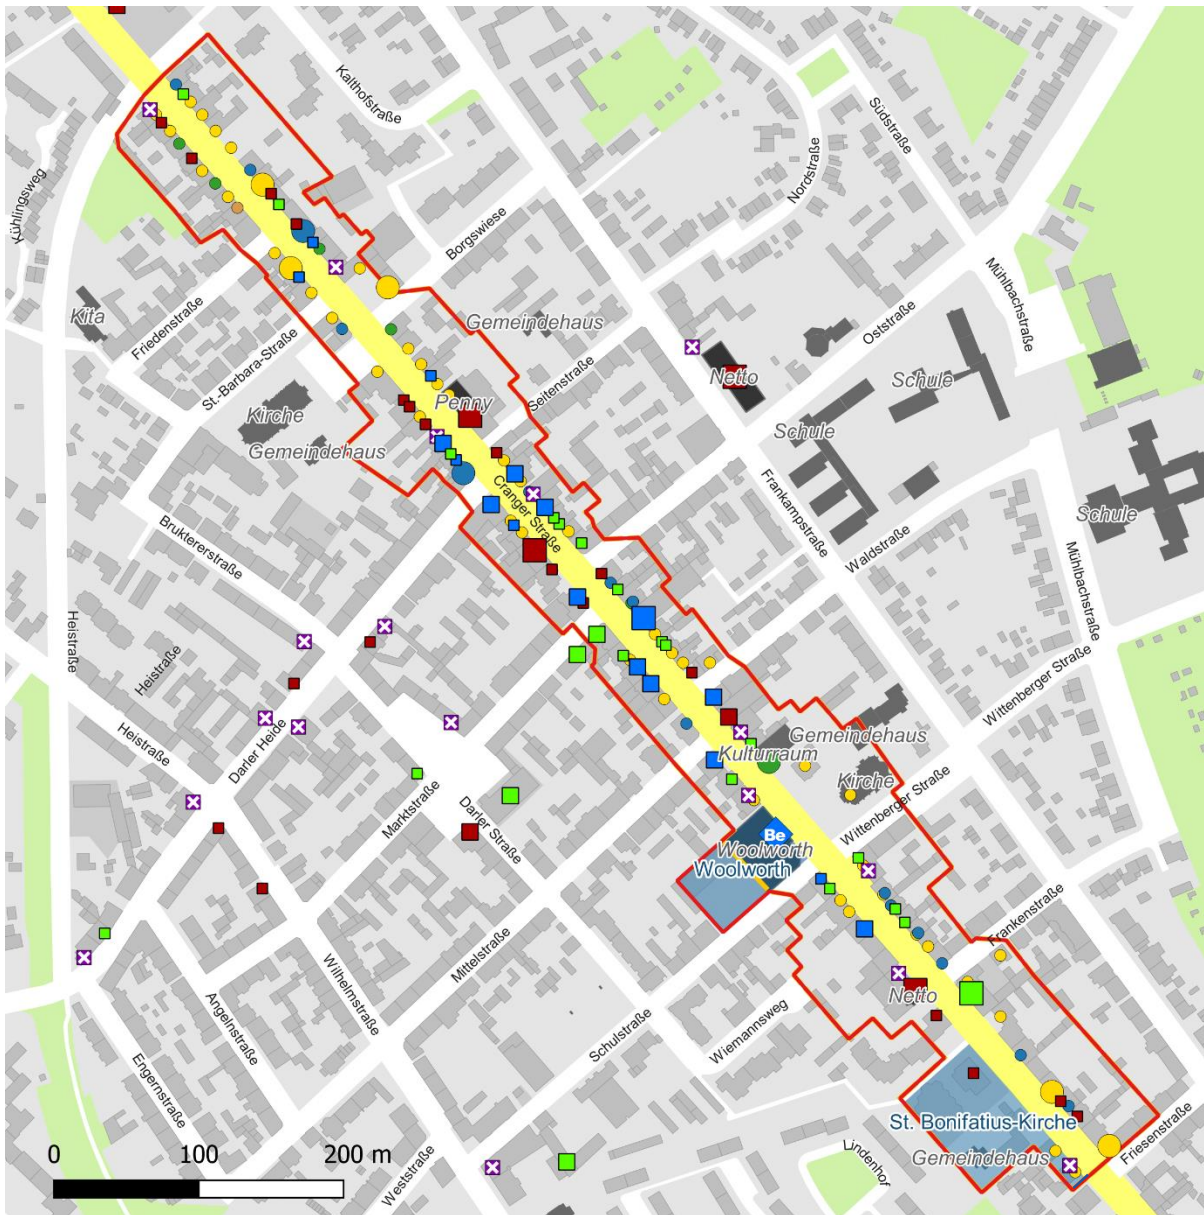 Kalthofstraße
Südstraße
Kühlingsweg
Nordstraße
Borgswiese
Mühlbachstraße
Kita
Friedenstraße
Gemeindehaus
Oststraße
St.-Barbara-Straße
Netto
Schule
Seitenstraße
Penny
Kirche
Gemeindehaus
Schule
Cranger Straße
Frankampstraße
Schule
Bruktererstraße
Waldstraße
Mühlbachstraße
Heistraße
Heistraße
Wittenberger Straße
Heistraße
Darler Heide
Gemeindehaus
Kulturraum
Kirche
Marktstraße
Darler Straße
Wittenberger Straße
Be
Woolworth
Woolworth
Frankenstraße
Mittelstraße
Wilhelmstraße
Netto
Angelnstraße
Schulstraße
Wiemannsweg
Engernstraße
St. Bonifatius-Kirche
Gemeindehaus
Friesenstraße
Lindenhof
Weststraße
0 100 200 m